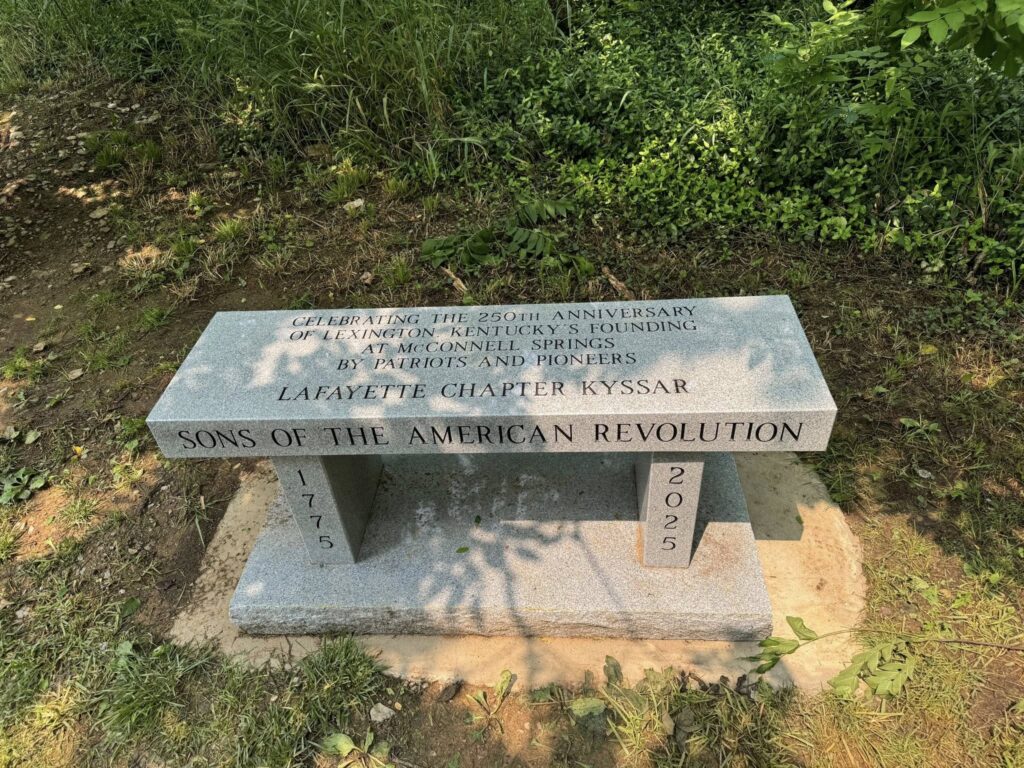 CELEBRATING THE 250TH ANNIVERSARY
OF LEXINGTON, KENTUCKY'S FOUNDING
AT McCONNELL SPRINGS
BY PATRIOTS AND PIONEERS
LAFAYETTE CHAPTER KYSSAR
SONS OF THE AMERICAN REVOLUTION
1775
2025